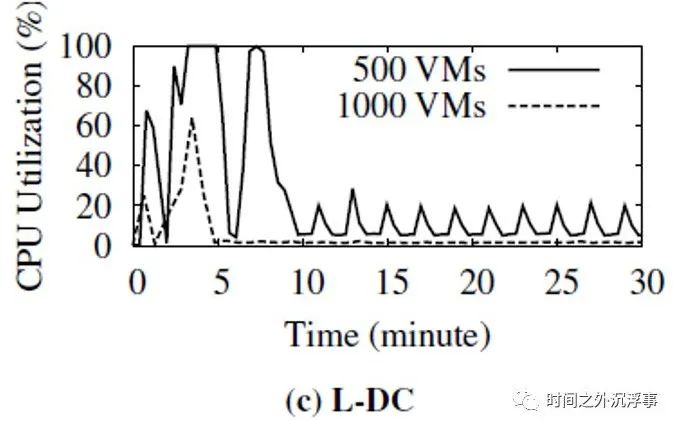 CPU Utilization (%)
100
80
60
40
20
0
500 VMs
1000 VMs
0 5 10 15 20 25 30
Time (minute)
(c) L-DC
时间之外沉浮事